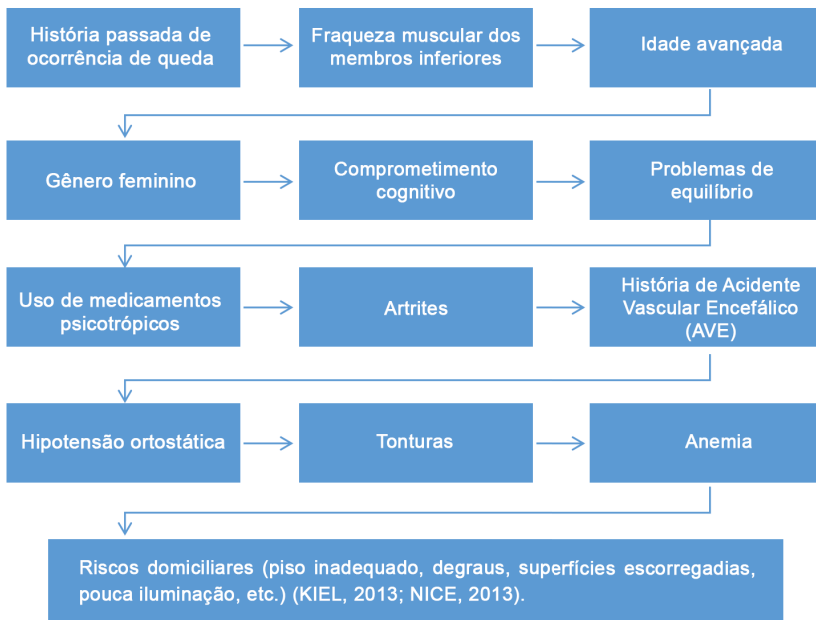 História passada de
ocorrência de queda
Fraqueza muscular dos
membros inferiores
Idade avançada
Gênero feminino
Comprometimento
cognitivo
Problemas de
equilíbrio
Uso de medicamentos
psicotrópicos
Artrites
História de Acidente
Vascular Encefálico
(AVE)
Hipotensão ortostática
Tonturas
Anemia
Riscos domiciliares (piso inadequado, degraus, superfícies escorregadias,
pouca iluminação, etc.) (KIEL, 2013; NICE, 2013).